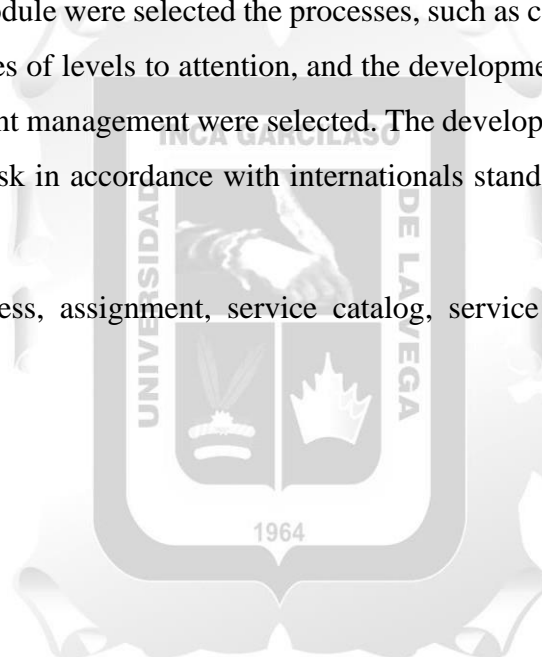 odule were selected the processes, such as c
es of levels to attention, and the developme
nt management were selected. The develop
INCA GARCILASO
sk in accordance with internationals stand
UNIVERSIDAD
DE LA VEGA
ess, assignment, service catalog, service
1964